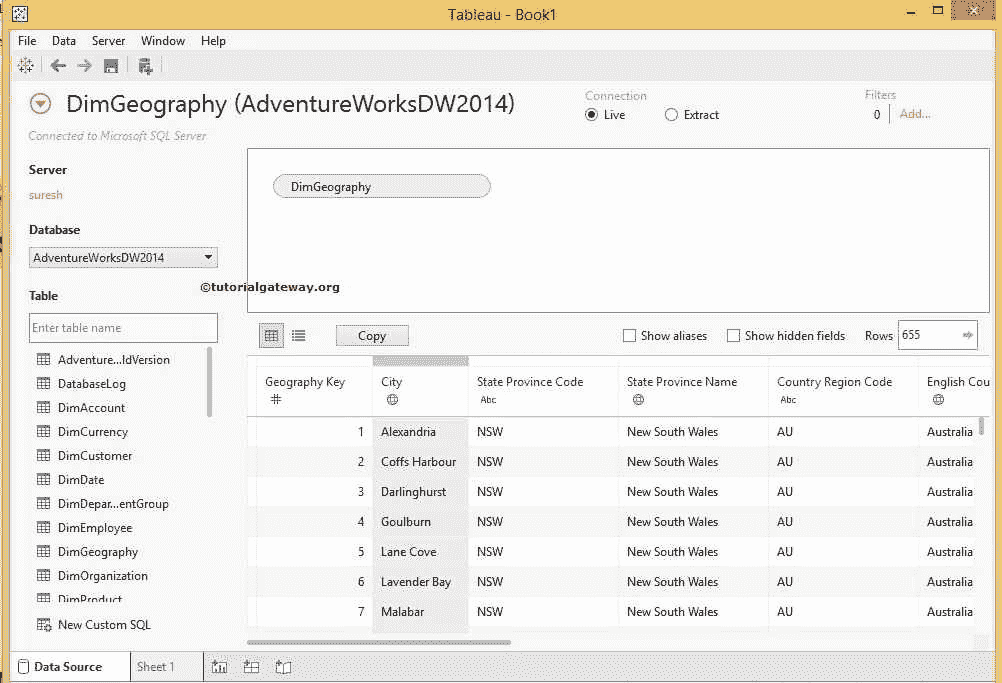 Tableau - Book1
File Data Server Window Help
DimGeography (AdventureWorksDW2014)
Connected to Microsoft SQL Server
Connection
Live Extract
Filters
0 Add...
Server
suresh
Database
AdventureWorksDW2014
Table
Enter table name
Adventure...ldVersion
DatabaseLog
DimAccount
DimCurrency
DimCustomer
DimDate
DimDepar...entGroup
DimEmployee
DimGeography
DimOrganization
DimProduct
New Custom SQL
DimGeography
©tutorialgateway.org
Copy Show aliases Show hidden fields Rows 655
Geography Key City State Province Code State Province Name Country Region Code English Cou
# Abc Abc
1 Alexandria NSW New South Wales AU Australia
2 Coffs Harbour NSW New South Wales AU Australia
3 Darlinghurst NSW New South Wales AU Australia
4 Goulburn NSW New South Wales AU Australia
5 Lane Cove NSW New South Wales AU Australia
6 Lavender Bay NSW New South Wales AU Australia
7 Malabar NSW New South Wales AU Australia
Data Source Sheet 1